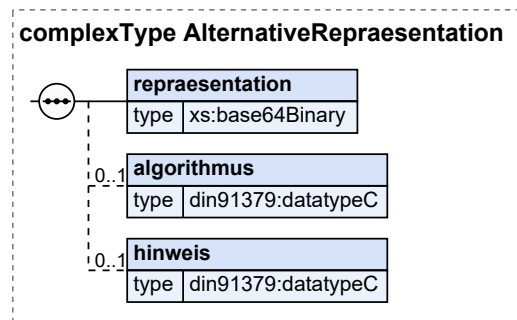 complexType AlternativeRepraesentation
repraesentation
type xs:base64Binary
algorithmus
0..1
type din91379:datatypeC
hinweis
0..1
type din91379:datatypeC